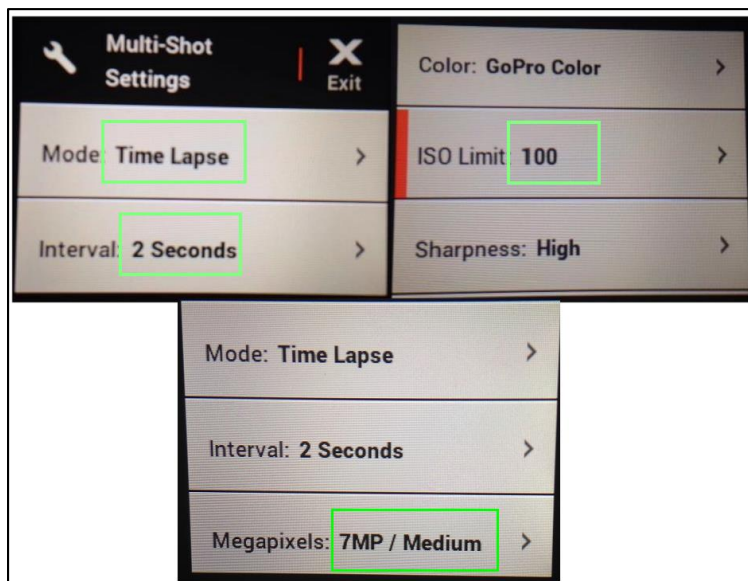 Multi-Shot
Settings
Exit
Mode: Time Lapse
Interval: 2 Seconds
Color: GoPro Color
ISO Limit: 100
Sharpness: High
Mode: Time Lapse
Interval: 2 Seconds
Megapixels: 7MP / Medium